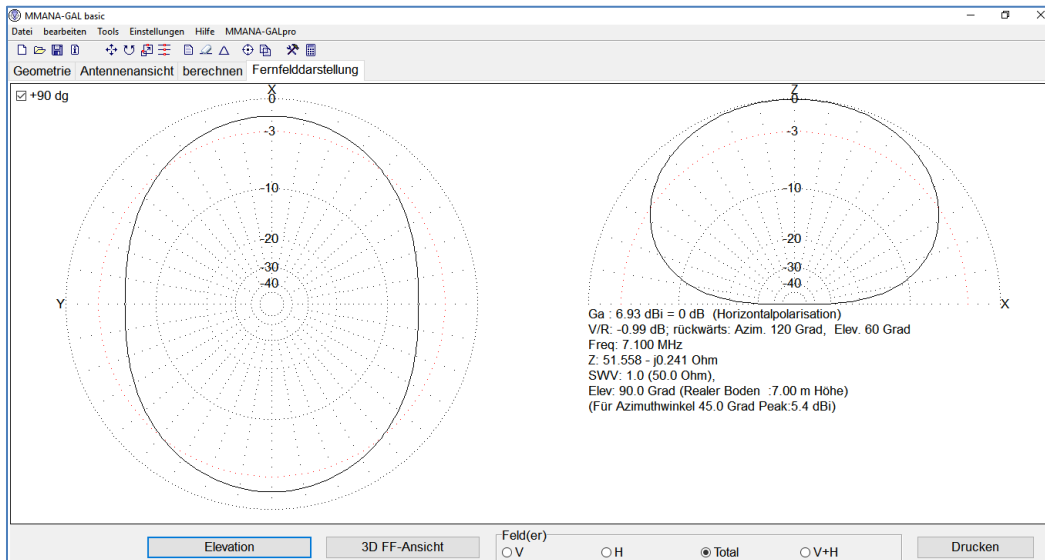 MMANA-GAL basic
Datei bearbeiten Tools Einstellungen Hilfe MMANA-GALpro
Geometrie Antennenansicht berechnen Fernfelddarstellung
+90 dg
X
0
-3
-10
-20
-30
-40
Y
Z
0
-3
-10
-20
-30
-40
X
Ga : 6.93 dBi = 0 dB (Horizontalpolarisation)
V/R: -0.99 dB; rückwärts: Azim. 120 Grad, Elev. 60 Grad
Freq: 7.100 MHz
Z: 51.558 - j0.241 Ohm
SWV: 1.0 (50.0 Ohm),
Elev: 90.0 Grad (Realer Boden :7.00 m Höhe)
(Für Azimuthwinkel 45.0 Grad Peak:5.4 dBi)
Elevation
3D FF-Ansicht
Feld(er)
V H Total V+H
Drucken